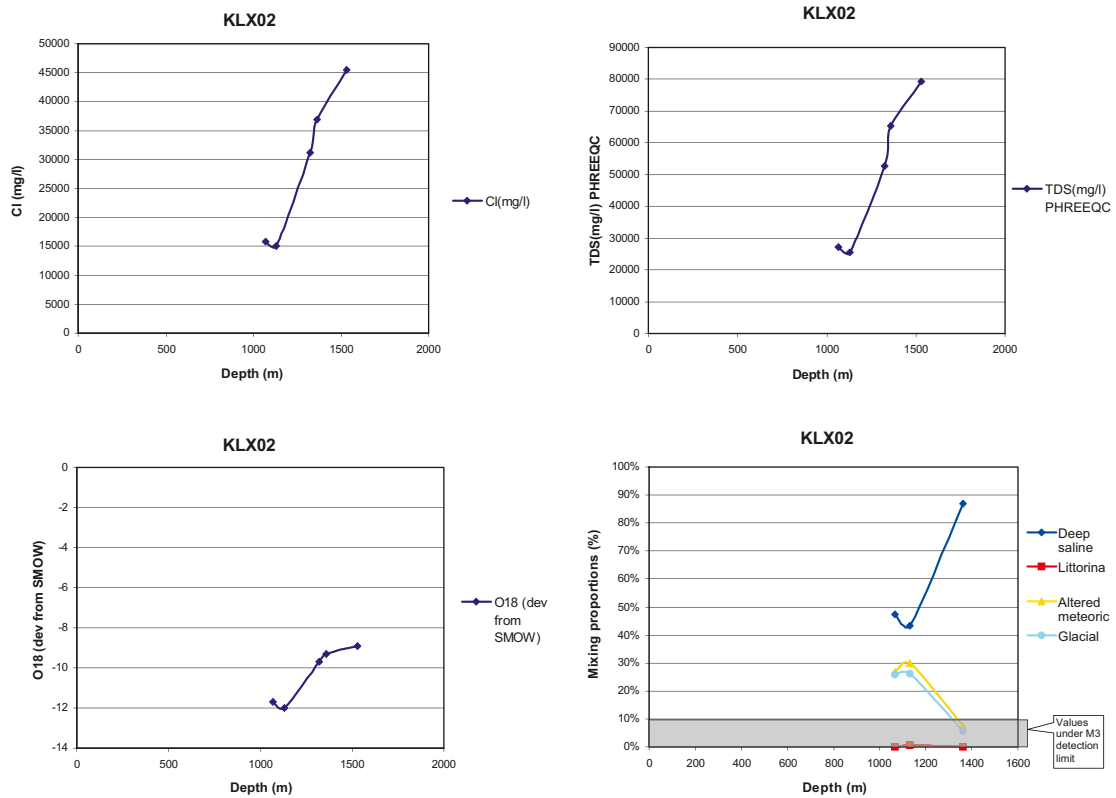 KLX02
50000
45000
40000
35000
30000
25000
20000
15000
10000
5000
0
Cl (mg/l)
0 500 1000 1500 2000
Depth (m)
Cl(mg/l)
KLX02
90000
80000
70000
60000
50000
40000
30000
20000
10000
0
TDS(mg/l) PHREEQC
0 500 1000 1500 2000
Depth (m)
TDS(mg/l)
PHREEQC
KLX02
0
-2
-4
-6
-8
-10
-12
-14
O18 (dev from SMOW)
0 500 1000 1500 2000
Depth (m)
O18 (dev
from
SMOW)
KLX02
100%
90%
80%
70%
60%
50%
40%
30%
20%
10%
0%
Mixing proportions (%)
0 200 400 600 800 1000 1200 1400 1600
Depth (m)
Deep
saline
Littorina
Altered
meteoric
Glacial
Values
under M3
detection
limit